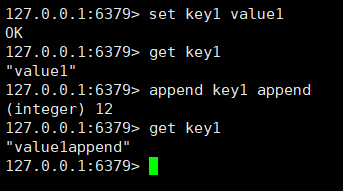 127.0.0.1:6379> set key1 value1
OK
127.0.0.1:6379> get key1
"value1"
127.0.0.1:6379> append key1 append
(integer) 12
127.0.0.1:6379> get key1
"value1append"
127.0.0.1:6379>